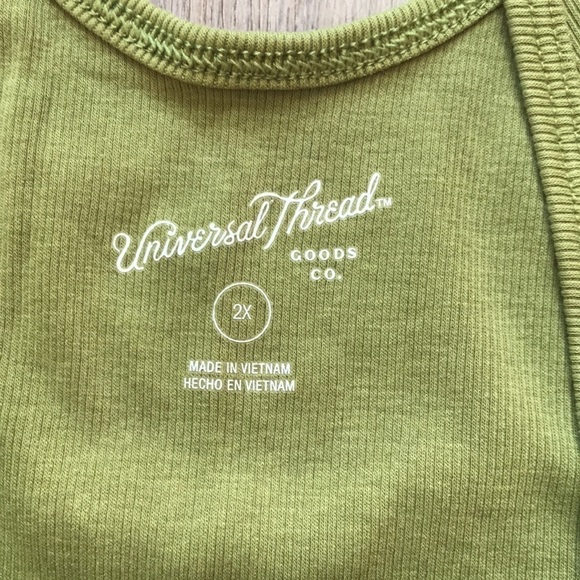 Universal Thread™
GOODS
CO.
2X
MADE IN VIETNAM
HECHO EN VIETNAM